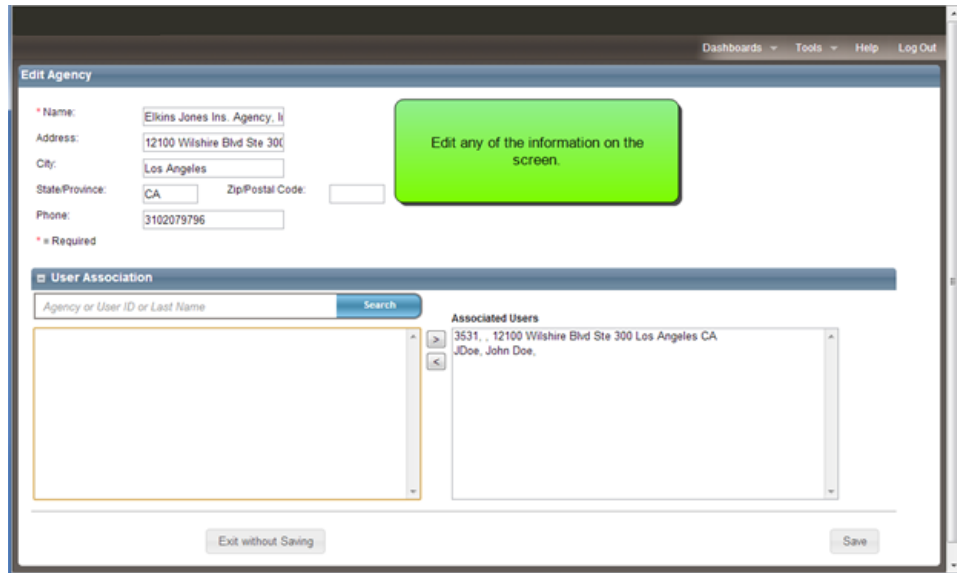 Dashboards Tools Help Log Out
Edit Agency
* Name: Elkins Jones Ins. Agency, I
Address: 12100 Wilshire Blvd Ste 300
City: Los Angeles
State/Province: CA Zip/Postal Code:
Phone: 3102079796
* = Required
Edit any of the information on the
screen.
User Association
Agency or User ID or Last Name Search
Associated Users
> 3531, , 12100 Wilshire Blvd Ste 300 Los Angeles CA
< JDoe, John Doe,
Exit without Saving Save